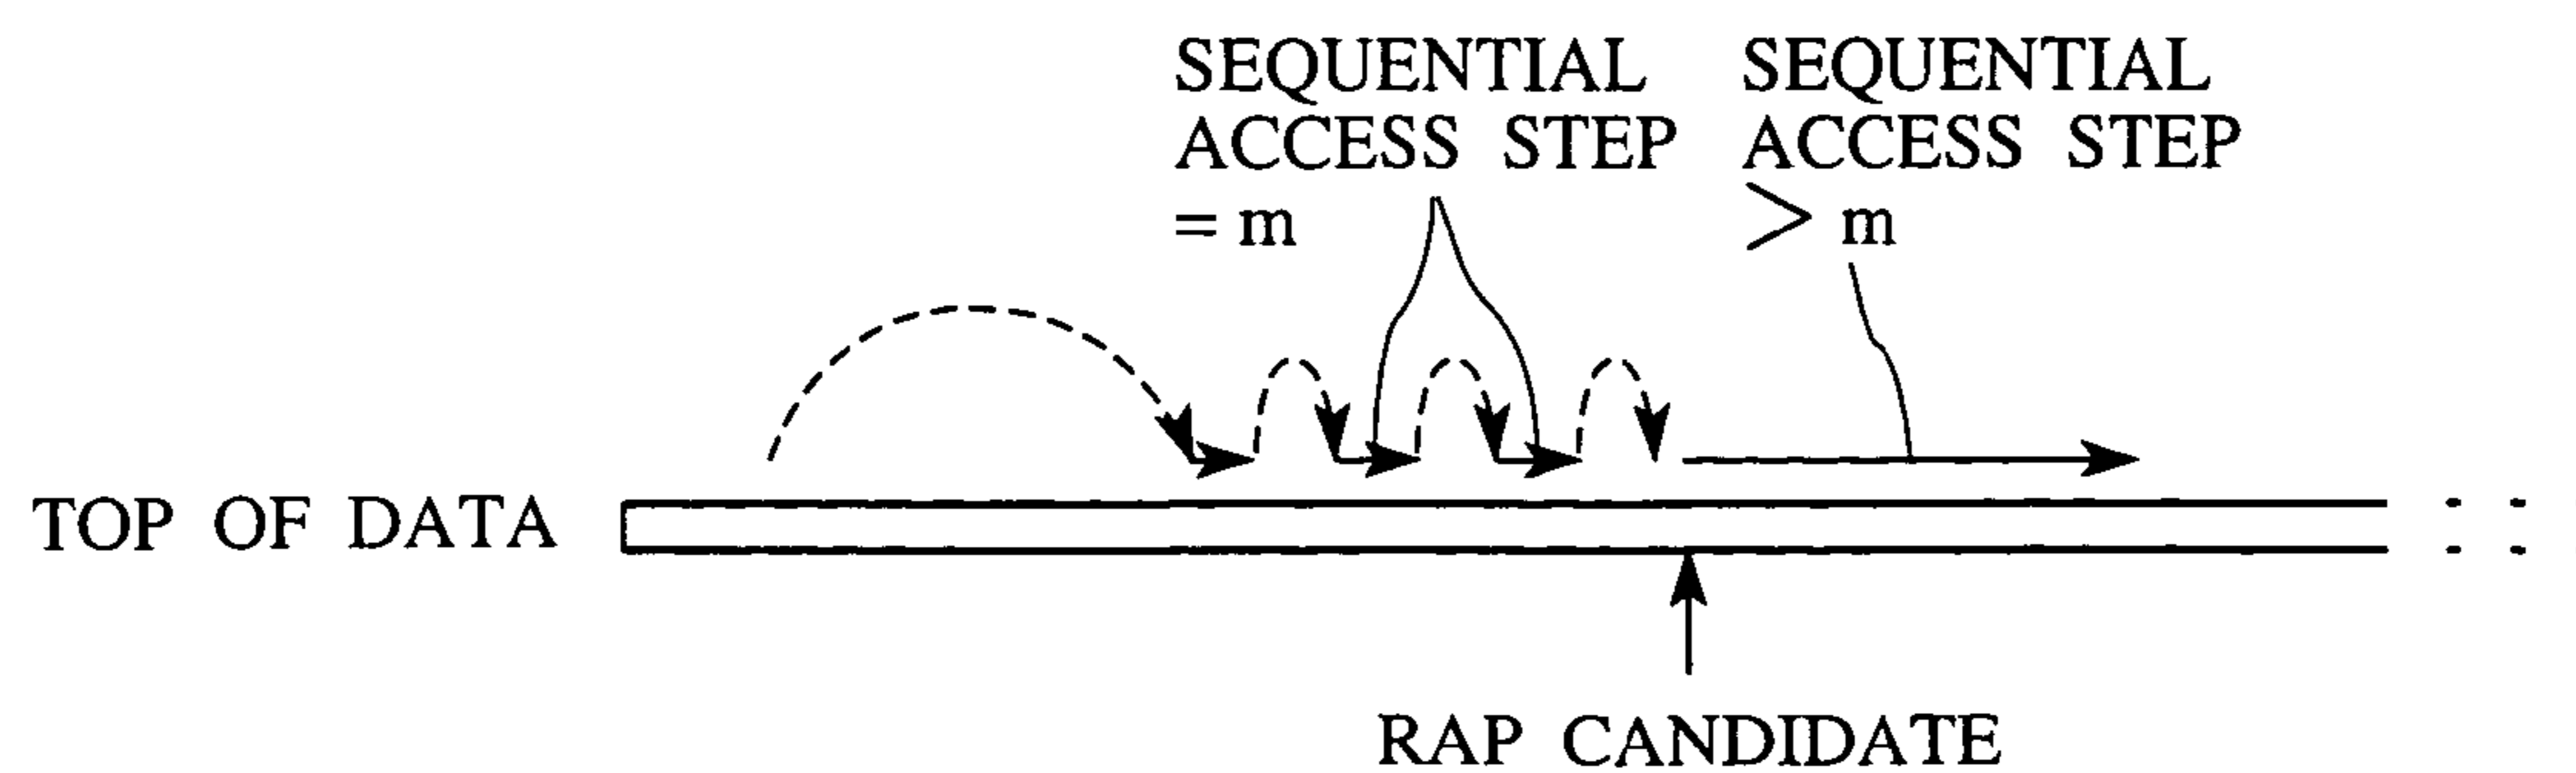 SEQUENTIAL
ACCESS STEP
= m
SEQUENTIAL
ACCESS STEP
> m
TOP OF DATA
RAP CANDIDATE